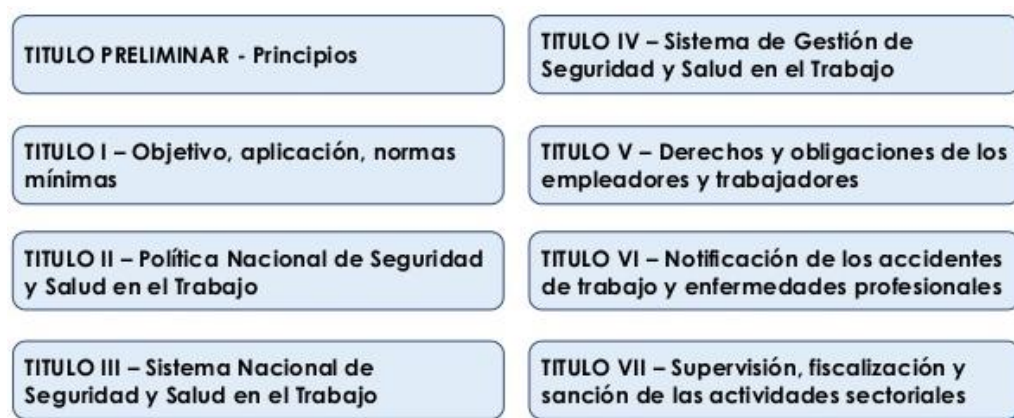 TITULO PRELIMINAR - Principios
TITULO I – Objetivo, aplicación, normas
mínimas
TITULO II – Política Nacional de Seguridad
y Salud en el Trabajo
TITULO III – Sistema Nacional de
Seguridad y Salud en el Trabajo
TITULO IV – Sistema de Gestión de
Seguridad y Salud en el Trabajo
TITULO V – Derechos y obligaciones de los
empleadores y trabajadores
TITULO VI – Notificación de los accidentes
de trabajo y enfermedades profesionales
TITULO VII – Supervisión, fiscalización y
sanción de las actividades sectoriales